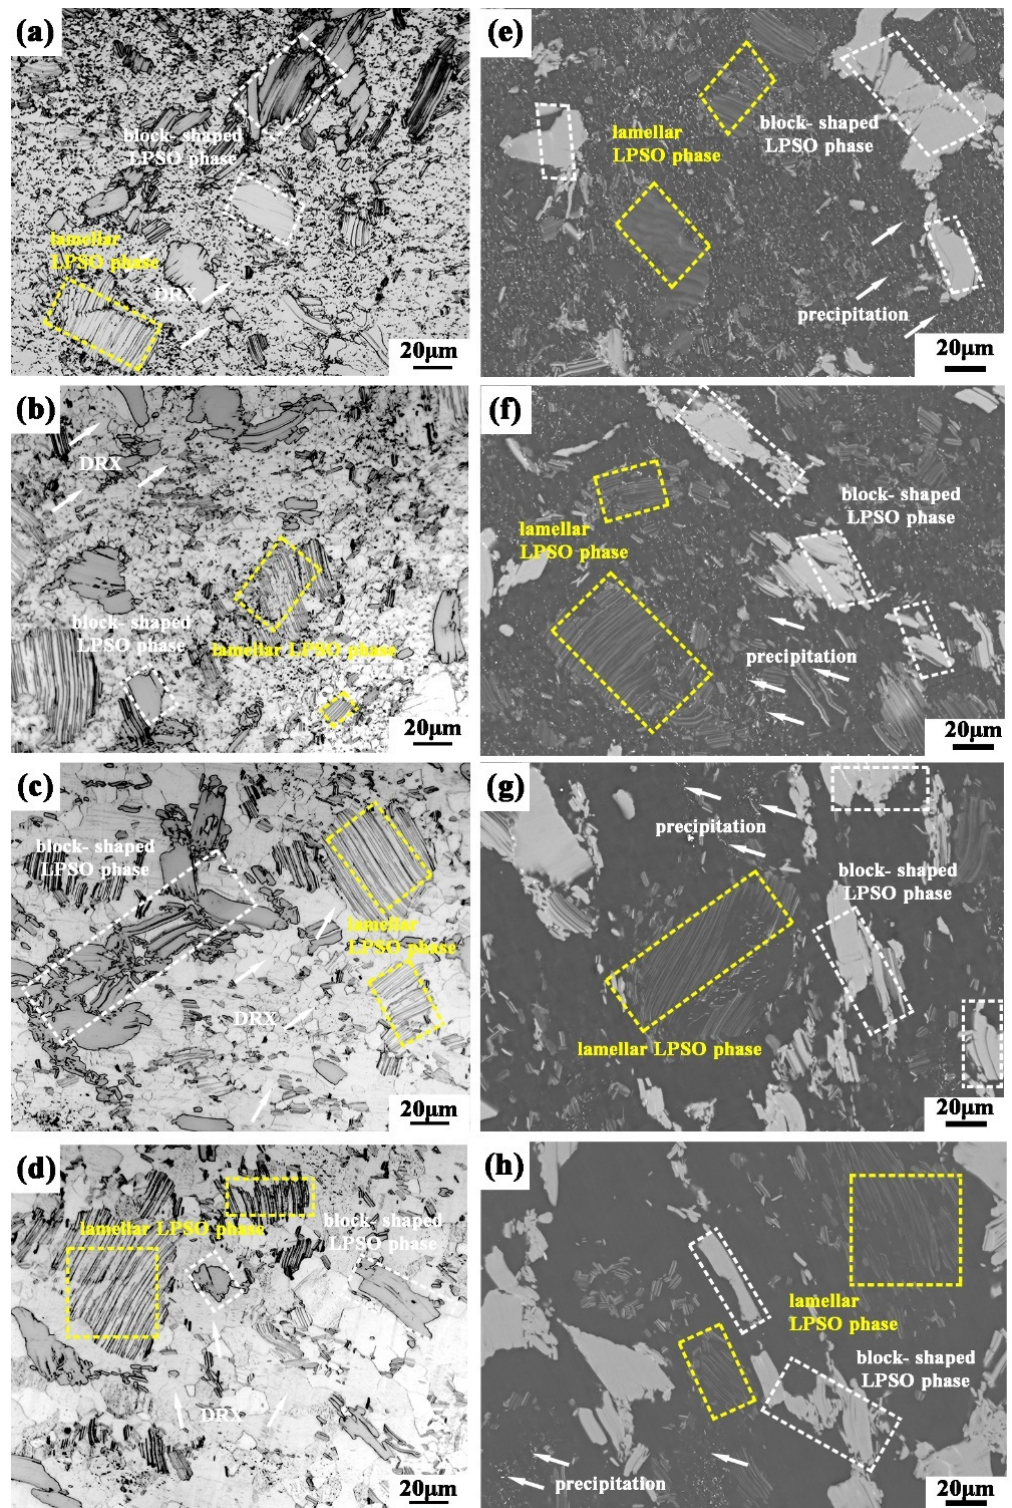 (a)
block- shaped
LPSO phase
lamellar
LPSO phase
DRX
20μm
(e)
lamellar
LPSO phase
block- shaped
LPSO phase
precipitation
20μm
(b)
DRX
block- shaped
LPSO phase
lamellar LPSO phase
20μm
(f)
block- shaped
LPSO phase
lamellar
LPSO phase
precipitation
20μm
(c)
block- shaped
LPSO phase
lamellar
LPSO phase
DRX
20μm
(g)
precipitation
block- shaped
LPSO phase
lamellar LPSO phase
20μm
(d)
lamellar LPSO phase
block- shaped
LPSO phase
DRX
20μm
(h)
lamellar
LPSO phase
block- shaped
LPSO phase
precipitation
20μm